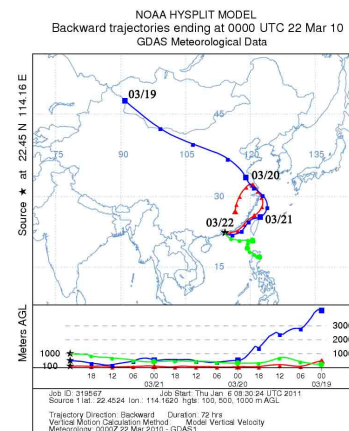 NOAA HYSPLIT MODEL
Backward trajectories ending at 0000 UTC 22 Mar 10
GDAS Meteorological Data
Source ★ at 22.45 N 114.16 E
03/19
45
75 90 105 120 135
03/20
30
03/22
03/21
15
Meters AGL
3000
2000
1000 1000
100
18 12 06 00 18 12 06 00 18 12 06 00
03/21 03/20 03/19
Job ID: 319567 Job Start: Thu Jan 6 08:30:24 UTC 2011
Source 1 lat.: 22.4524 lon.: 114.1620 hgts: 100, 500, 1000 m AGL
Trajectory Direction: Backward Duration: 72 hrs
Vertical Motion Calculation Method: Model Vertical Velocity
Meteorology: 0000Z 22 Mar 2010 - GDAS1